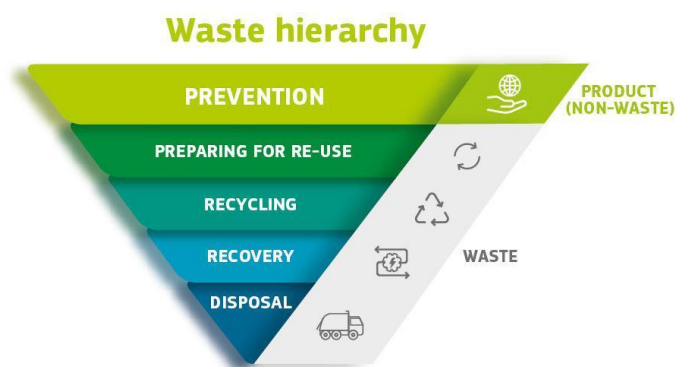 Waste hierarchy
PREVENTION
PRODUCT
(NON-WASTE)
PREPARING FOR RE-USE
RECYCLING
RECOVERY
WASTE
DISPOSAL